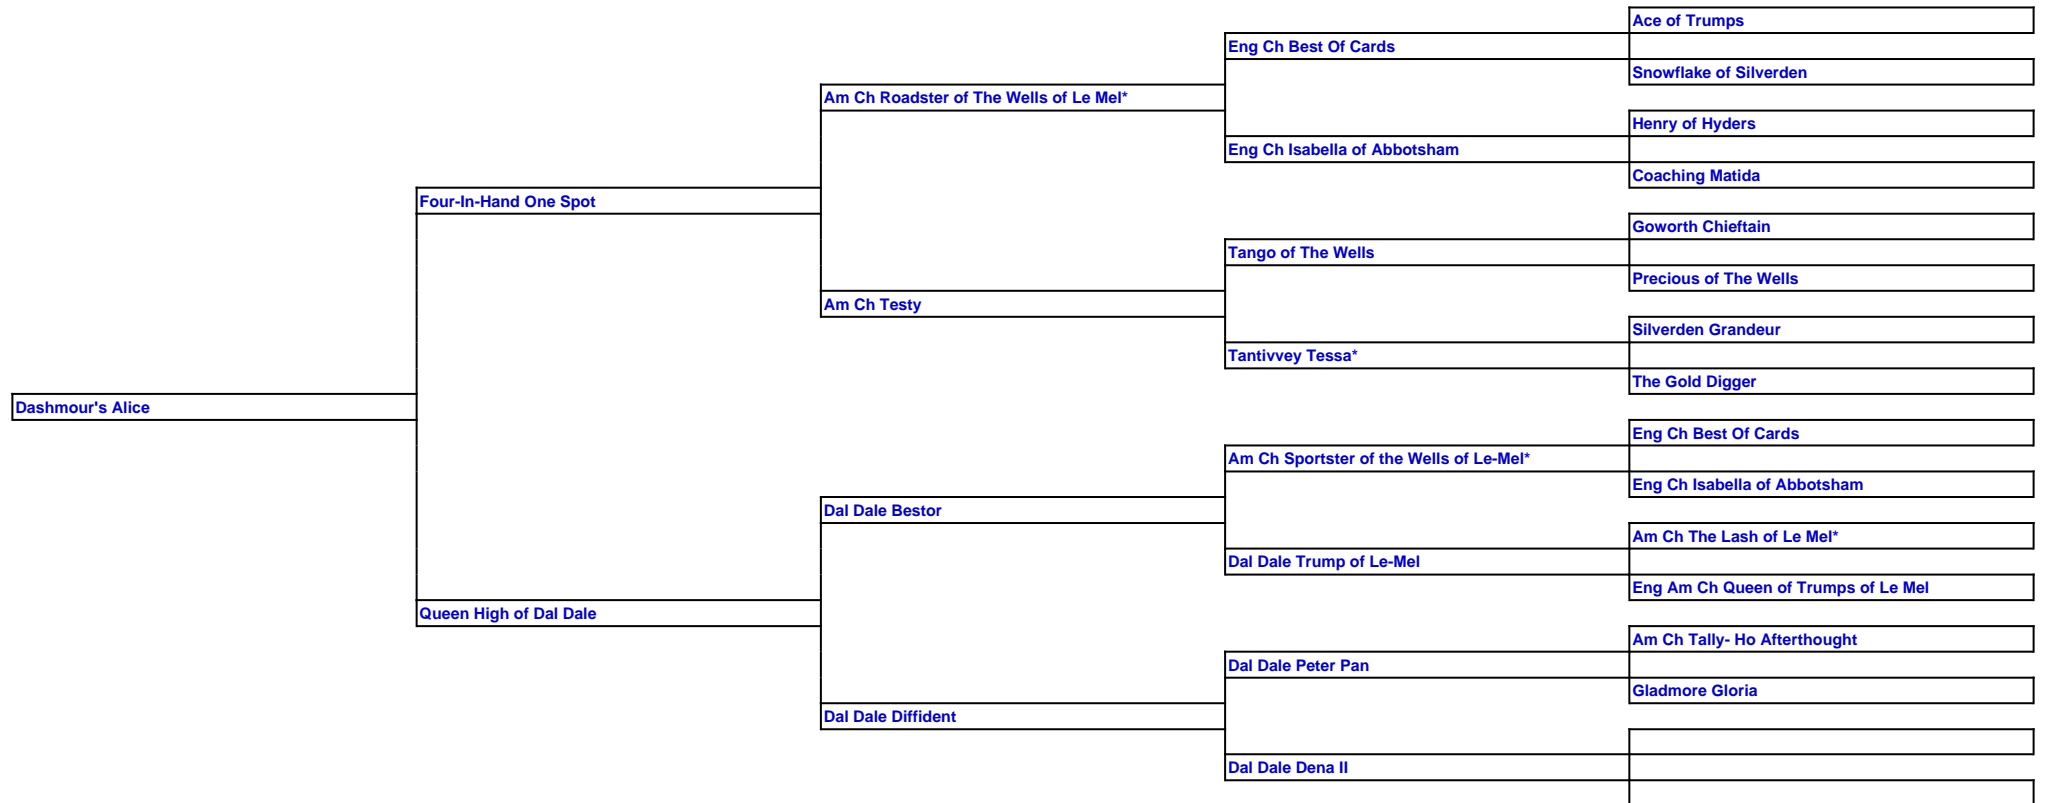 Ace of Trumps
Eng Ch Best Of Cards
Snowflake of Silverden
Am Ch Roadster of The Wells of Le Mel*
Henry of Hyders
Eng Ch Isabella of Abbotsham
Coaching Matida
Four-In-Hand One Spot
Goworth Chieftain
Tango of The Wells
Precious of The Wells
Am Ch Testy
Silverden Grandeur
Tantivvey Tessa*
The Gold Digger
Dashmour's Alice
Eng Ch Best Of Cards
Am Ch Sportster of the Wells of Le-Mel*
Eng Ch Isabella of Abbotsham
Dal Dale Bestor
Am Ch The Lash of Le Mel*
Dal Dale Trump of Le-Mel
Eng Am Ch Queen of Trumps of Le Mel
Queen High of Dal Dale
Am Ch Tally- Ho Afterthought
Dal Dale Peter Pan
Gladmore Gloria
Dal Dale Diffident
Dal Dale Dena II